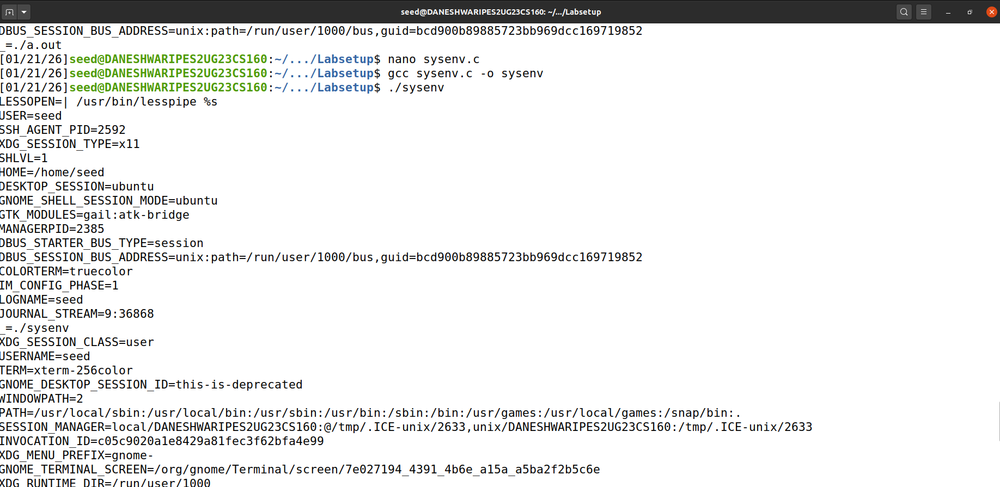 seed@DANESHWARIPES2UG23CS160: ~/.../Labsetup
DBUS_SESSION_BUS_ADDRESS=unix:path=/run/user/1000/bus,guid=bcd900b89885723bb969dcc169719852
_=./a.out
[01/21/26]seed@DANESHWARIPES2UG23CS160:~/.../Labsetup$ nano sysenv.c
[01/21/26]seed@DANESHWARIPES2UG23CS160:~/.../Labsetup$ gcc sysenv.c -o sysenv
[01/21/26]seed@DANESHWARIPES2UG23CS160:~/.../Labsetup$ ./sysenv
LESSOPEN=| /usr/bin/lesspipe %s
USER=seed
SSH_AGENT_PID=2592
XDG_SESSION_TYPE=x11
SHLVL=1
HOME=/home/seed
DESKTOP_SESSION=ubuntu
GNOME_SHELL_SESSION_MODE=ubuntu
GTK_MODULES=gail:atk-bridge
MANAGERPID=2385
DBUS_STARTER_BUS_TYPE=session
DBUS_SESSION_BUS_ADDRESS=unix:path=/run/user/1000/bus,guid=bcd900b89885723bb969dcc169719852
COLORTERM=truecolor
IM_CONFIG_PHASE=1
LOGNAME=seed
JOURNAL_STREAM=9:36868
_=./sysenv
XDG_SESSION_CLASS=user
USERNAME=seed
TERM=xterm-256color
GNOME_DESKTOP_SESSION_ID=this-is-deprecated
WINDOWPATH=2
PATH=/usr/local/sbin:/usr/local/bin:/usr/sbin:/usr/bin:/sbin:/bin:/usr/games:/usr/local/games:/snap/bin:.
SESSION_MANAGER=local/DANESHWARIPES2UG23CS160:@/tmp/.ICE-unix/2633,unix/DANESHWARIPES2UG23CS160:/tmp/.ICE-unix/2633
INVOCATION_ID=c05c9020a1e8429a81fec3f62bfa4e99
XDG_MENU_PREFIX=gnome-
GNOME_TERMINAL_SCREEN=/org/gnome/Terminal/screen/7e027194_4391_4b6e_a15a_a5ba2f2b5c6e
XDG_RUNTIME_DIR=/run/user/1000